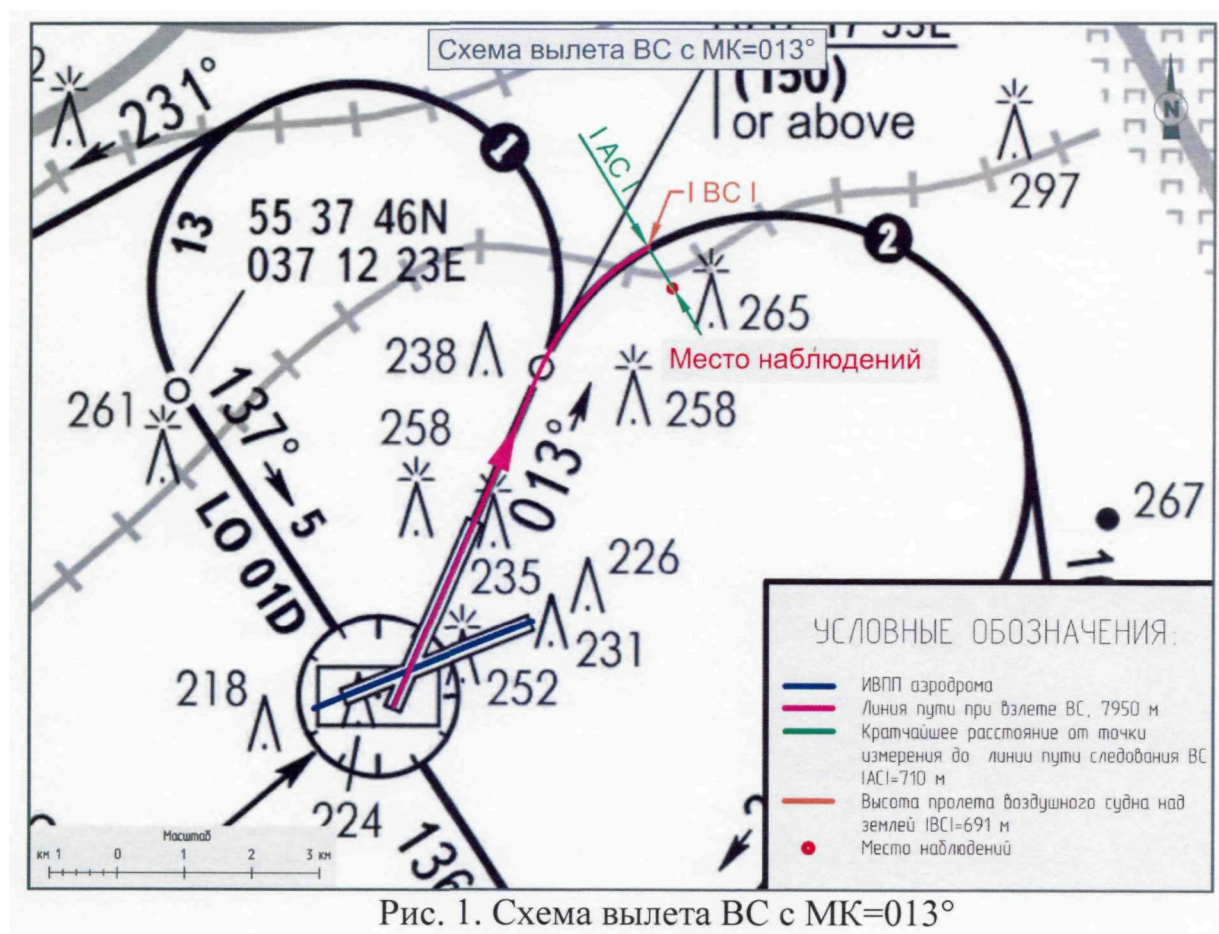 Схема вылета ВС с МК=013°
(150)
or above
N
2
231°
1
I AC I
I BC I
297
13
55 37 46N
037 12 23E
2
265
238
Место наблюдений
261
137°
5
258
258
013°
267
LO 01D
235
226
231
218
252
224
136
2
УСЛОВНЫЕ ОБОЗНАЧЕНИЯ:
ИВПП аэродрома
Линия пути при взлете ВС, 7950 м
Кратчайшее расстояние от точки
измерения до линии пути следования ВС
IACI=710 м
Высота пролета воздушного судна над
землей IBCI=691 м
Место наблюдений
Масштаб
км 1 0 1 2 3 км
Рис. 1. Схема вылета ВС с МК=013°